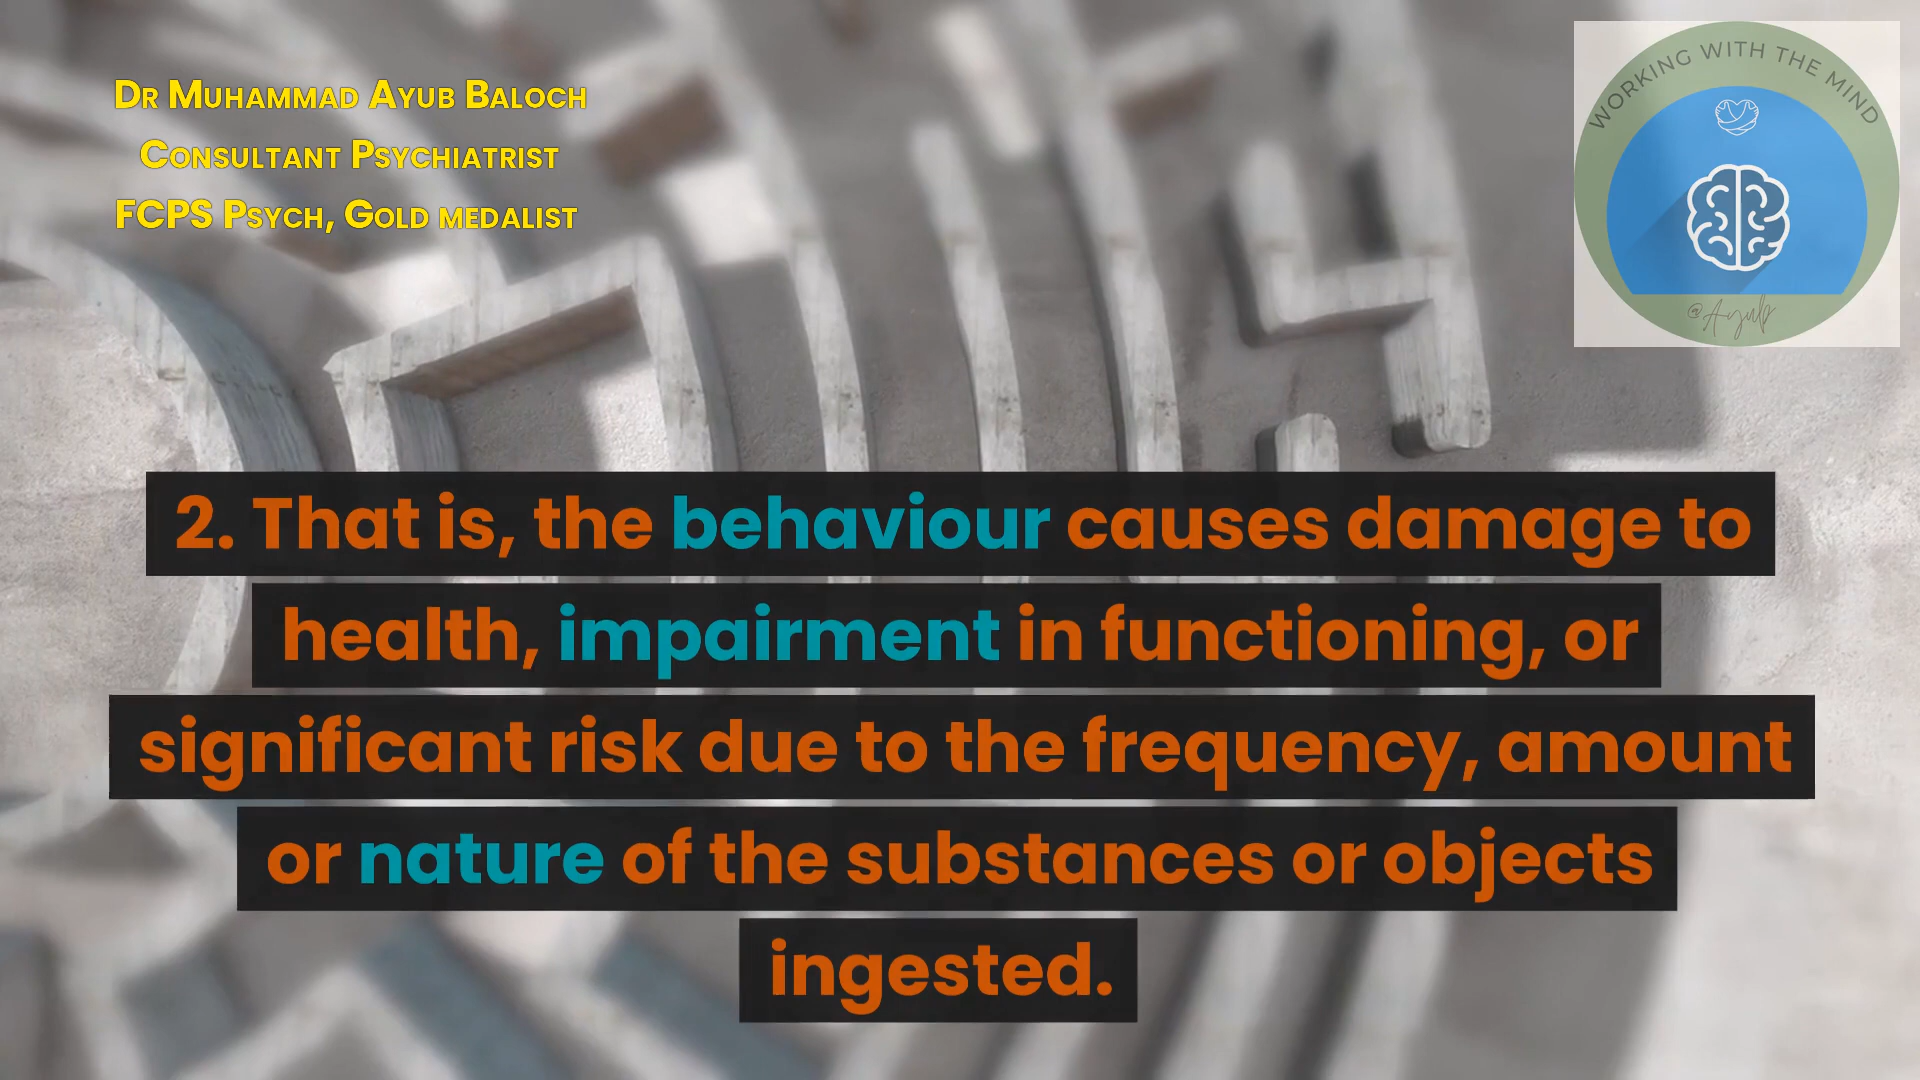 Dr Muhammad Ayub Baloch
Consultant Psychiatrist
FCPS Psych, Gold medalist
WORKING WITH THE MIND
@Ayub
2. That is, the behaviour causes damage to
health, impairment in functioning, or
significant risk due to the frequency, amount
or nature of the substances or objects
ingested.